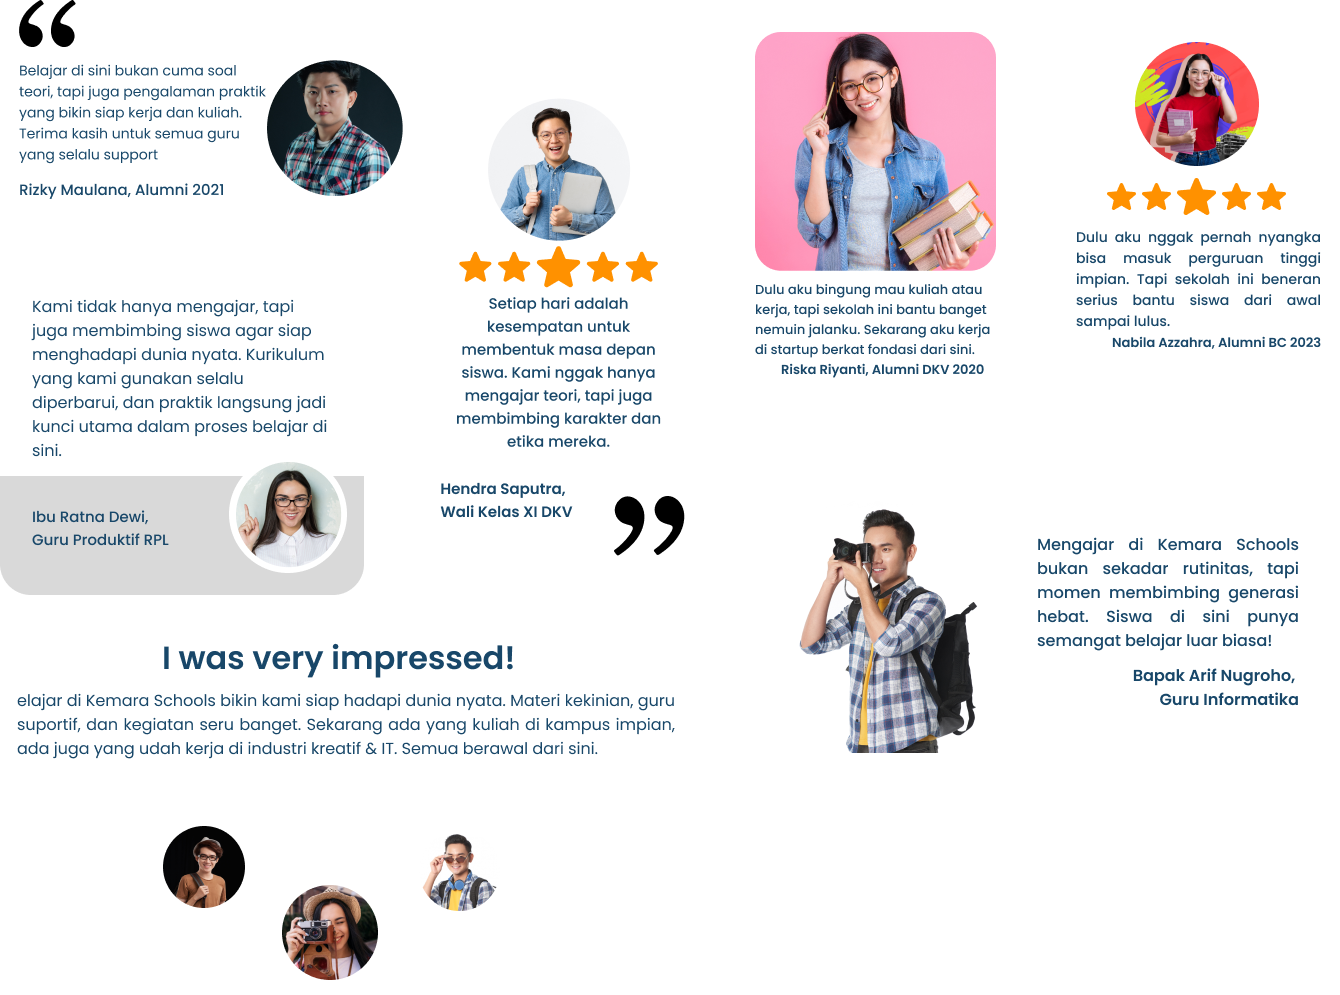 “
Belajar di sini bukan cuma soal
teori, tapi juga pengalaman praktik
yang bikin siap kerja dan kuliah.
Terima kasih untuk semua guru
yang selalu support
Rizky Maulana, Alumni 2021
Kami tidak hanya mengajar, tapi
juga membimbing siswa agar siap
menghadapi dunia nyata. Kurikulum
yang kami gunakan selalu
diperbarui, dan praktik langsung jadi
kunci utama dalam proses belajar di
sini.
Ibu Ratna Dewi,
Guru Produktif RPL
Setiap hari adalah
kesempatan untuk
membentuk masa depan
siswa. Kami nggak hanya
mengajar teori, tapi juga
membimbing karakter dan
etika mereka.
Hendra Saputra,
Wali Kelas XI DKV
”
Dulu aku bingung mau kuliah atau
kerja, tapi sekolah ini bantu banget
nemuin jalanku. Sekarang aku kerja
di startup berkat fondasi dari sini.
Riska Riyanti, Alumni DKV 2020
Dulu aku nggak pernah nyangka
bisa masuk perguruan tinggi
impian. Tapi sekolah ini beneran
serius bantu siswa dari awal
sampai lulus.
Nabila Azzahra, Alumni BC 2023
Mengajar di Kemara Schools
bukan sekadar rutinitas, tapi
momen membimbing generasi
hebat. Siswa di sini punya
semangat belajar luar biasa!
Bapak Arif Nugroho,
Guru Informatika
I was very impressed!
elajar di Kemara Schools bikin kami siap hadapi dunia nyata. Materi kekinian, guru
suportif, dan kegiatan seru banget. Sekarang ada yang kuliah di kampus impian,
ada juga yang udah kerja di industri kreatif & IT. Semua berawal dari sini.